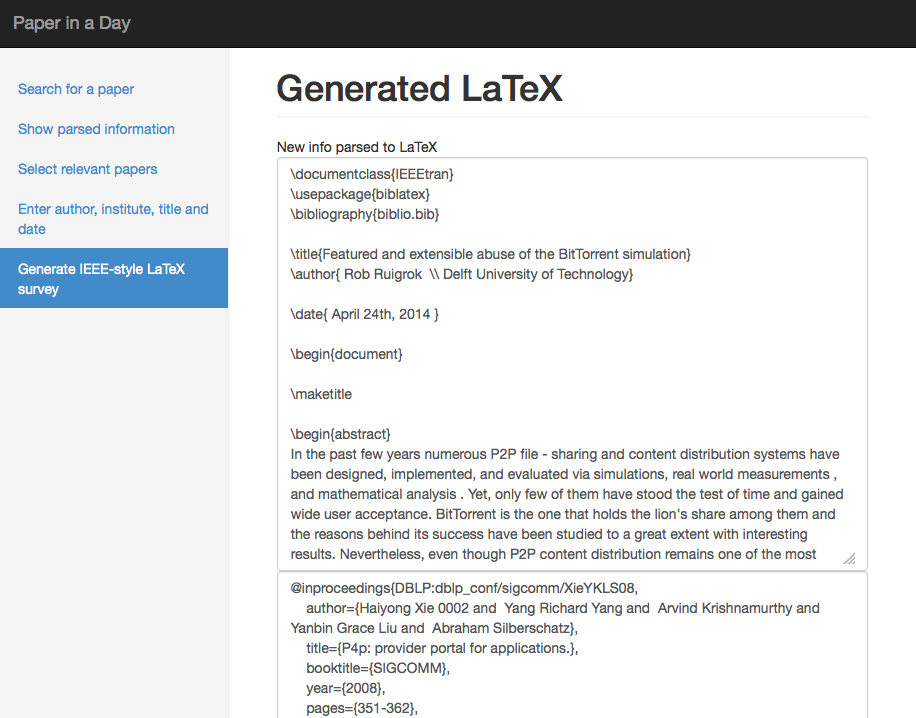 Paper in a Day
Search for a paper
Show parsed information
Select relevant papers
Enter author, institute, title and
date
Generate IEEE-style LaTeX
survey
Generated LaTeX
New info parsed to LaTeX
\documentclass{IEEEtran}
\usepackage{biblatex}
\bibliography{biblio.bib}
\title{Featured and extensible abuse of the BitTorrent simulation}
\author{ Rob Ruigrok  \\ Delft University of Technology}
\date{ April 24th, 2014 }
\begin{document}
\maketitle
\begin{abstract}
In the past few years numerous P2P file - sharing and content distribution systems have
been designed, implemented, and evaluated via simulations, real world measurements ,
and mathematical analysis . Yet, only few of them have stood the test of time and gained
wide user acceptance. BitTorrent is the one that holds the lion's share among them and
the reasons behind its success have been studied to a great extent with interesting
results. Nevertheless, even though P2P content distribution remains one of the most
@inproceedings{DBLP:dblp_conf/sigcomm/XieYKLS08,
author={Haiyong Xie 0002 and  Yang Richard Yang and  Arvind Krishnamurthy and
Yanbin Grace Liu and  Abraham Silberschatz},
title={P4p: provider portal for applications.},
booktitle={SIGCOMM},
year={2008},
pages={351-362},